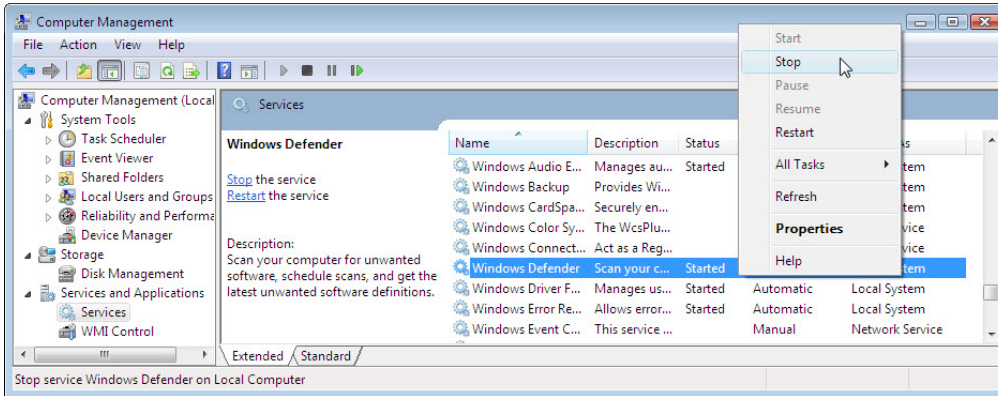 Computer Management
File Action View Help
Computer Management (Local
System Tools
Task Scheduler
Event Viewer
Shared Folders
Local Users and Groups
Reliability and Performa
Device Manager
Storage
Disk Management
Services and Applications
Services
WMI Control
Services
Windows Defender
Stop the service
Restart the service
Description:
Scan your computer for unwanted
software, schedule scans, and get the
latest unwanted software definitions.
Name Description Status As
Windows Audio E... Manages au... Started tem
Windows Backup Provides Wi... 
Windows CardSpa... Securely en... tem
Windows Color Sy... The WcsPlu... vice
Windows Connect... Act as a Reg... vice
Windows Defender Scan your c... Started tem
Windows Driver F... Manages us... Started Automatic Local System
Windows Error Re... Allows error... Started Automatic Local System
Windows Event C... This service ... Manual Network Service
Start
Stop
Pause
Resume
Restart
All Tasks
Refresh
Properties
Help
Extended Standard
Stop service Windows Defender on Local Computer